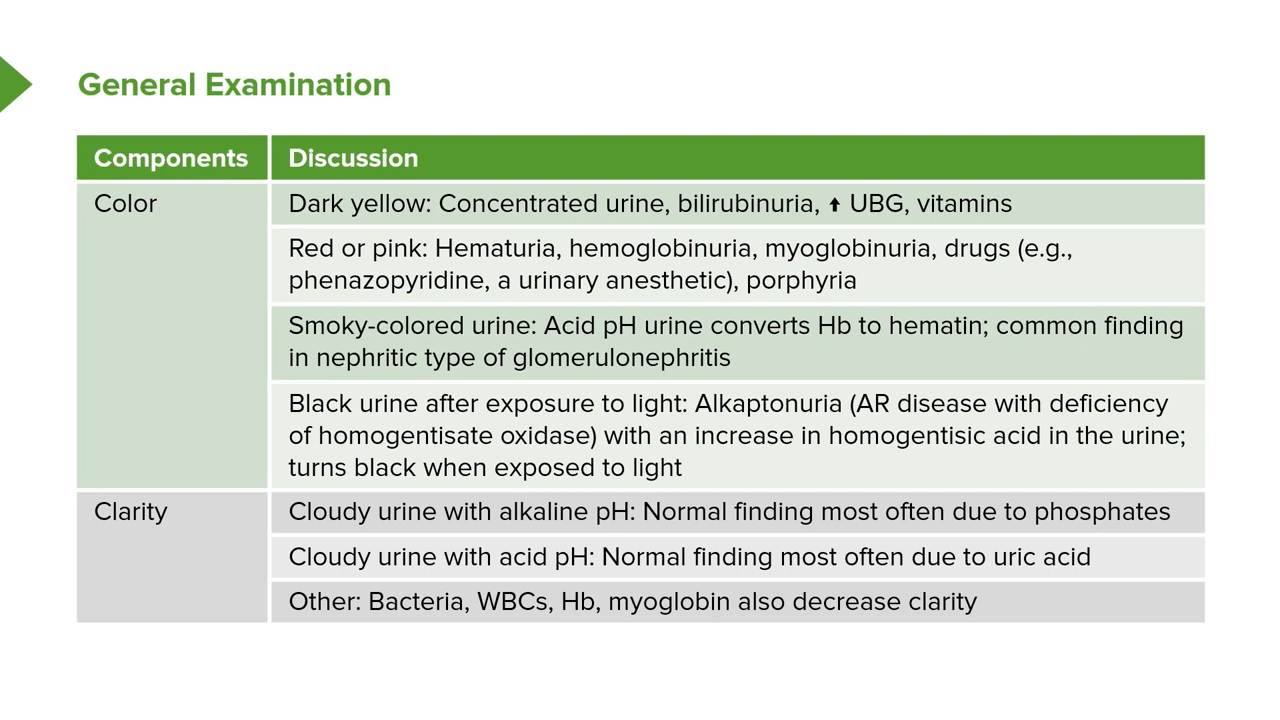 General Examination
Components
Discussion
Color
Dark yellow: Concentrated urine, bilirubinuria, ⬆ UBG, vitamins
Red or pink: Hematuria, hemoglobinuria, myoglobinuria, drugs (e.g.,
phenazopyridine, a urinary anesthetic), porphyria
Smoky-colored urine: Acid pH urine converts Hb to hematin; common finding
in nephritic type of glomerulonephritis
Black urine after exposure to light: Alkaptonuria (AR disease with deficiency
of homogentisate oxidase) with an increase in homogentisic acid in the urine;
turns black when exposed to light
Clarity
Cloudy urine with alkaline pH: Normal finding most often due to phosphates
Cloudy urine with acid pH: Normal finding most often due to uric acid
Other: Bacteria, WBCs, Hb, myoglobin also decrease clarity